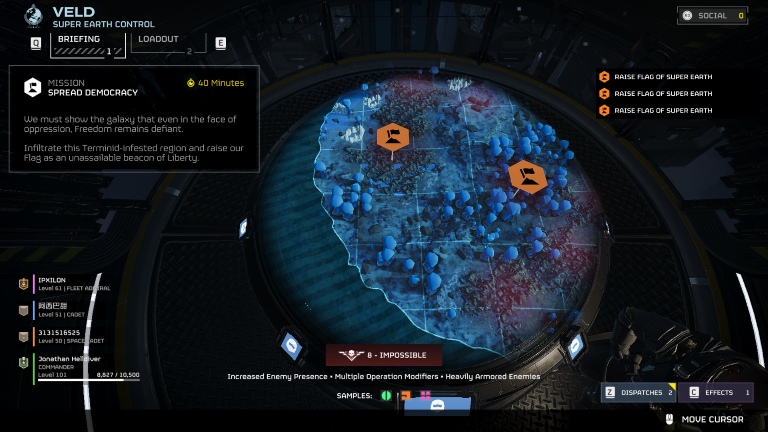 VELD
SUPER EARTH CONTROL
Q
BRIEFING
1
LOADOUT
2
E
SOCIAL 0
MISSION
SPREAD DEMOCRACY
40 Minutes
We must show the galaxy that even in the face of
oppression, Freedom remains defiant.
Infiltrate this Terminid-infested region and raise our
Flag as an unassailable beacon of Liberty.
RAISE FLAG OF SUPER EARTH
RAISE FLAG OF SUPER EARTH
RAISE FLAG OF SUPER EARTH
IPXILON
Level 61 | FLEET ADMIRAL
阿西巴甜
Level 51 | CADET
3131516525
Level 50 | SPACE CADET
Jonathan Helldiver
COMMANDER
Level 101
8,827 / 10,500
8 - IMPOSSIBLE
Increased Enemy Presence • Multiple Operation Modifiers • Heavily Armored Enemies
SAMPLES:
Z DISPATCHES 2
C EFFECTS 1
MOVE CURSOR